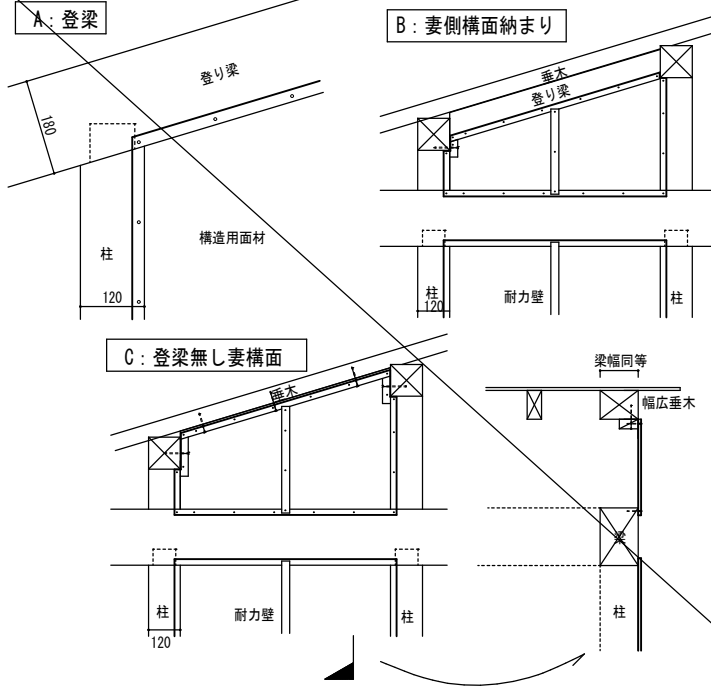 A：登梁
登り梁
180
柱
120
構造用面材
B：妻側構面納まり
垂木
登り梁
柱
120
耐力壁
柱
C：登梁無し妻構面
垂木
柱
120
耐力壁
柱
梁幅同等
幅広垂木
梁
柱